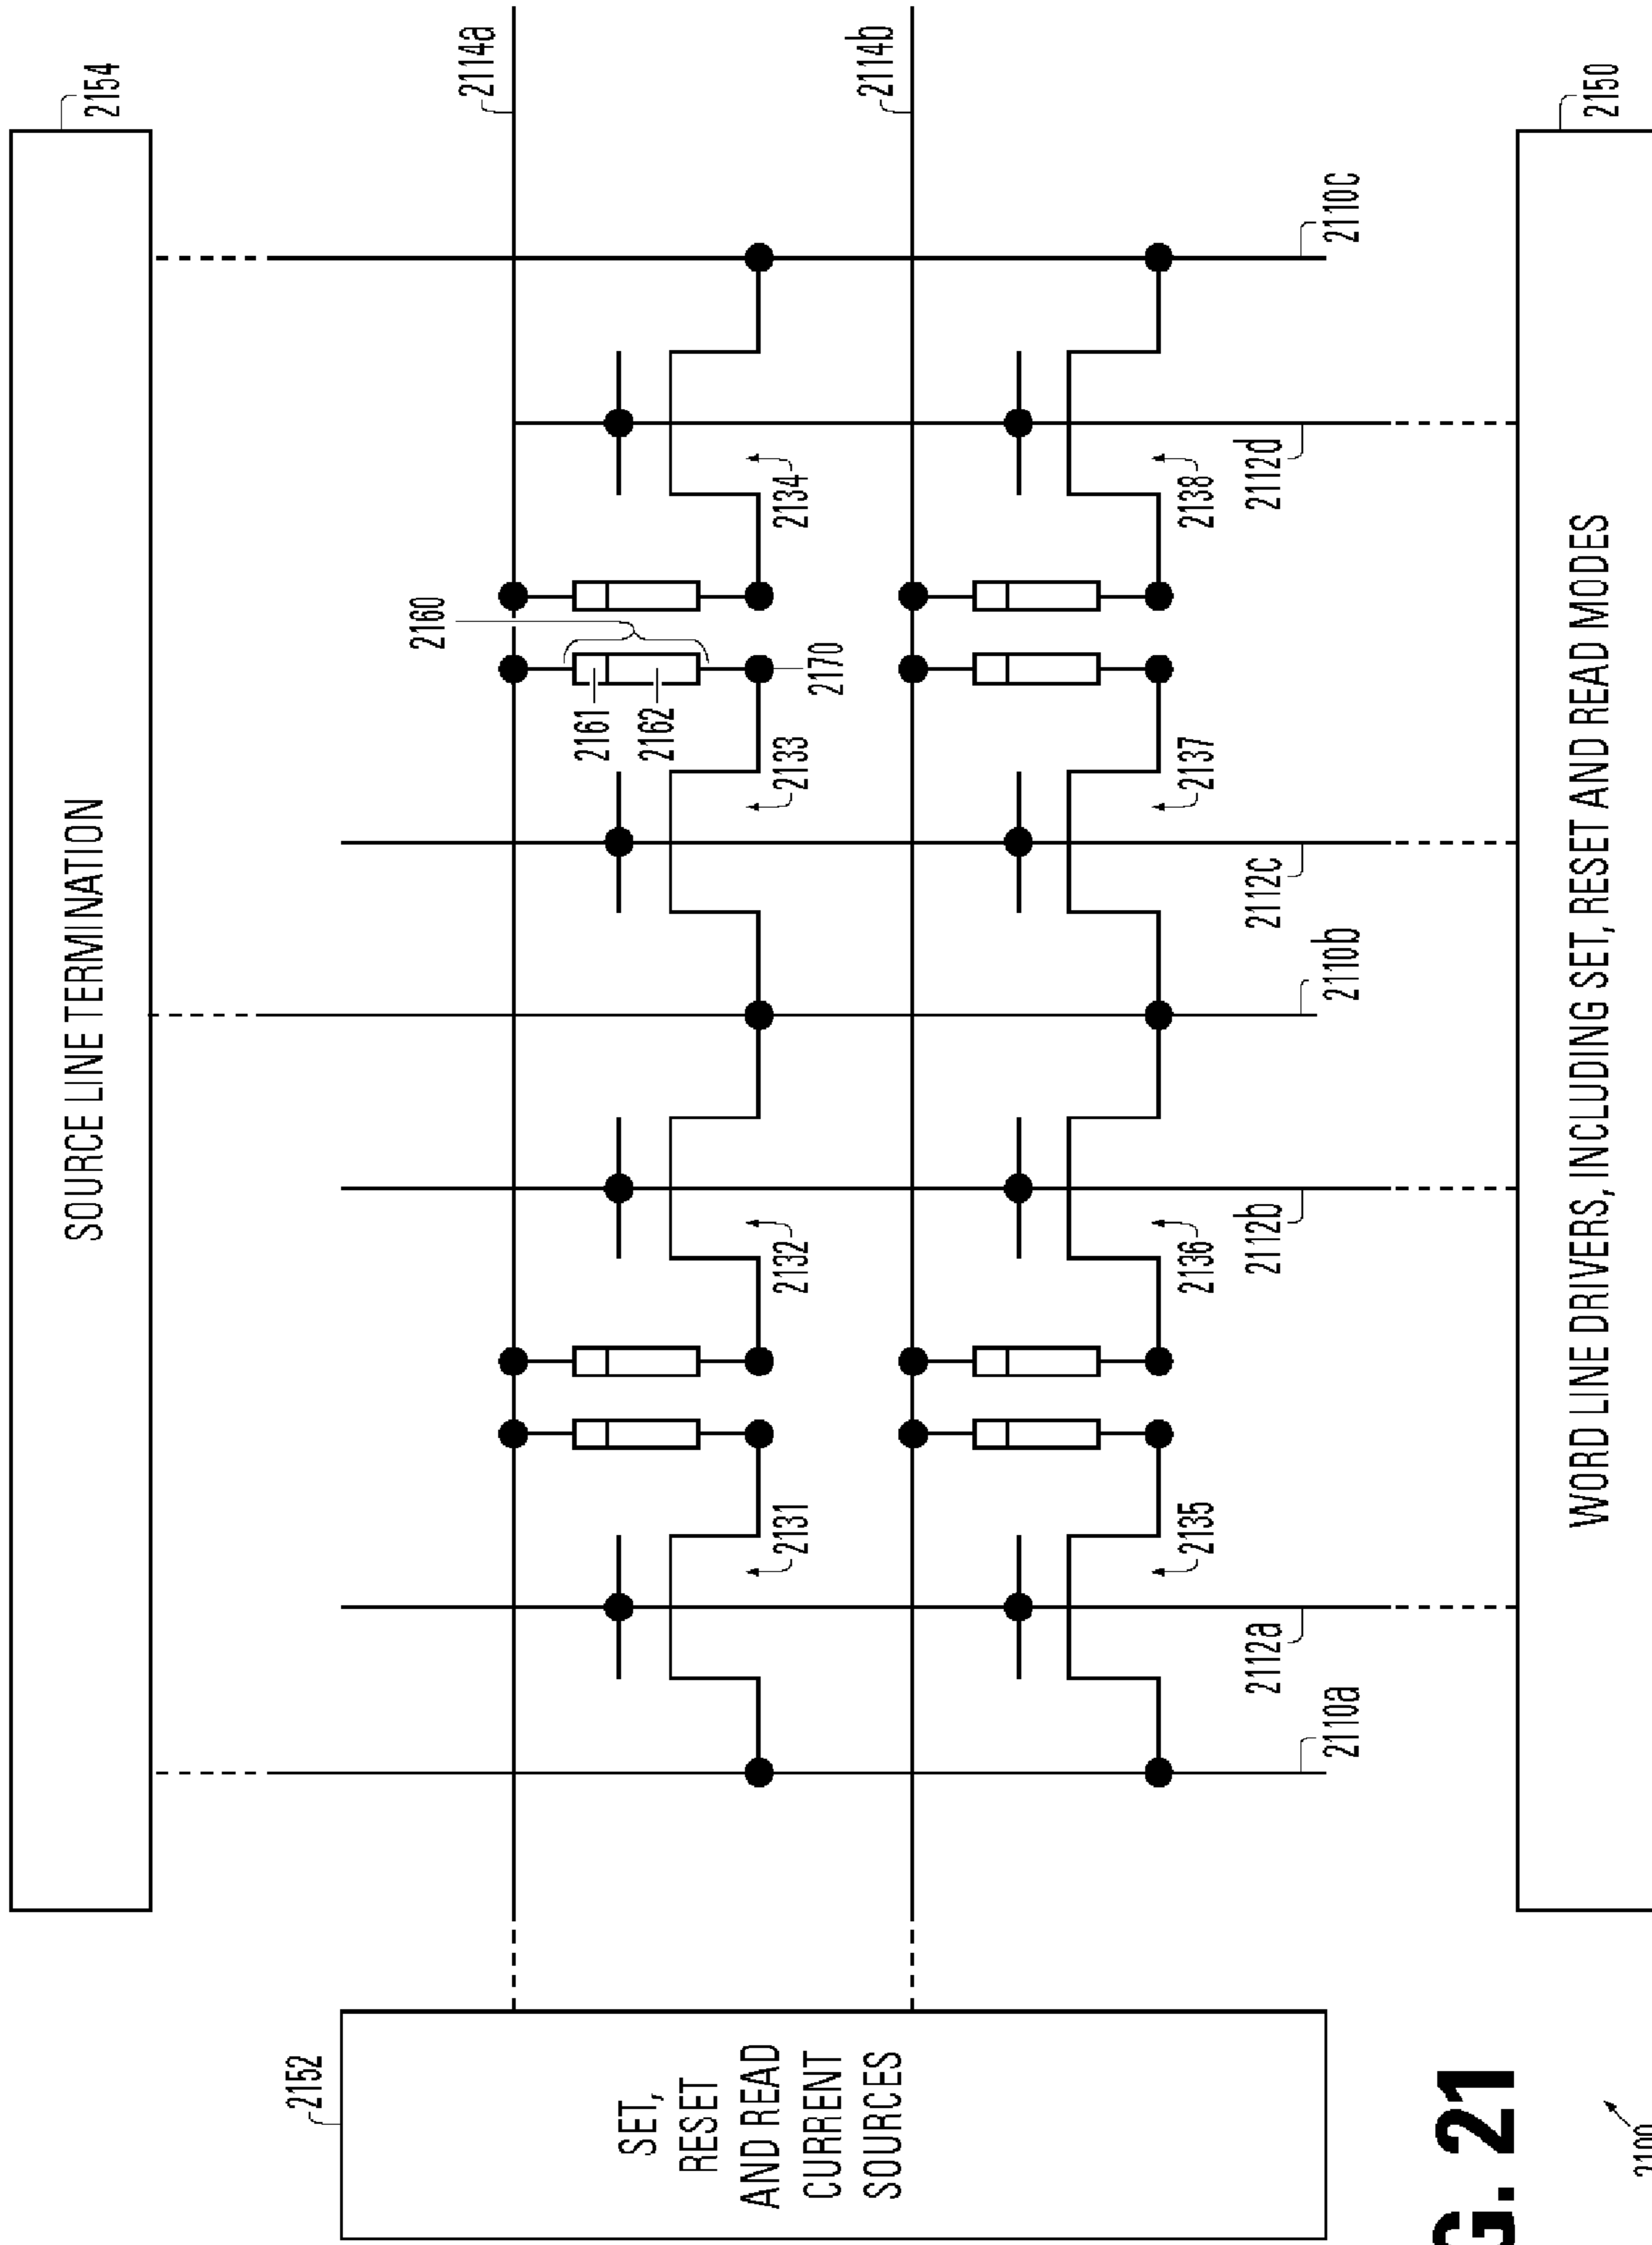 SOURCE LINE TERMINATION
2154
2152
2160
2114a
2161
2162
SET,
RESET
AND READ
CURRENT
SOURCES
2131
2132
2133
2134
2170
2114b
2135
2136
2137
2138
2112a
2112b
2112c
2112d
2110a
2110b
2110c
G. 21
WORD LINE DRIVERS, INCLUDING SET, RESET AND READ MODES
2150